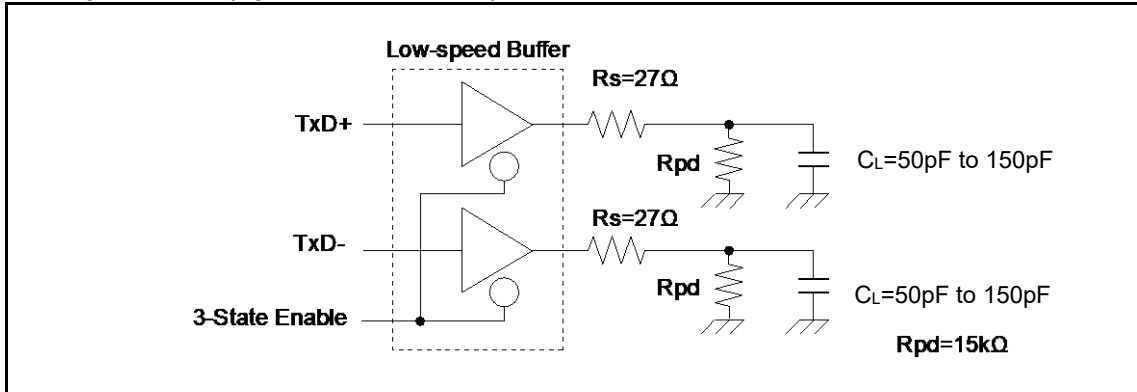 Low-speed Buffer
Rs=27Ω
TxD+
Rpd
CL=50pF to 150pF
Rs=27Ω
TxD-
Rpd
CL=50pF to 150pF
3-State Enable
Rpd=15kΩ